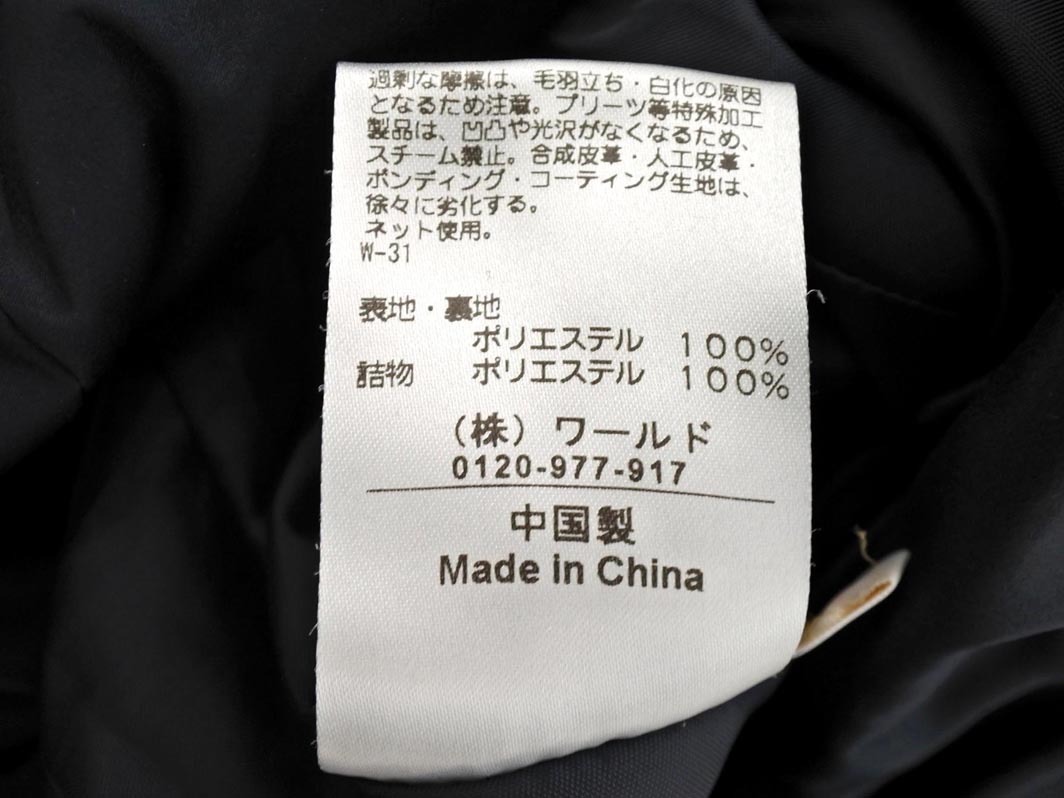 過剰な摩擦は、毛羽立ち・白化の原因
となるため注意。プリーツ等特殊加工
製品は、凹凸や光沢がなくなるため、
スチーム禁止。合成皮革・人工皮革・
ボンディング・コーティング生地は、
徐々に劣化する。
ネット使用。
W-31
表地・裏地
ポリエステル 100%
詰物 ポリエステル 100%
(株)ワールド
0120-977-917
中国製
Made in China